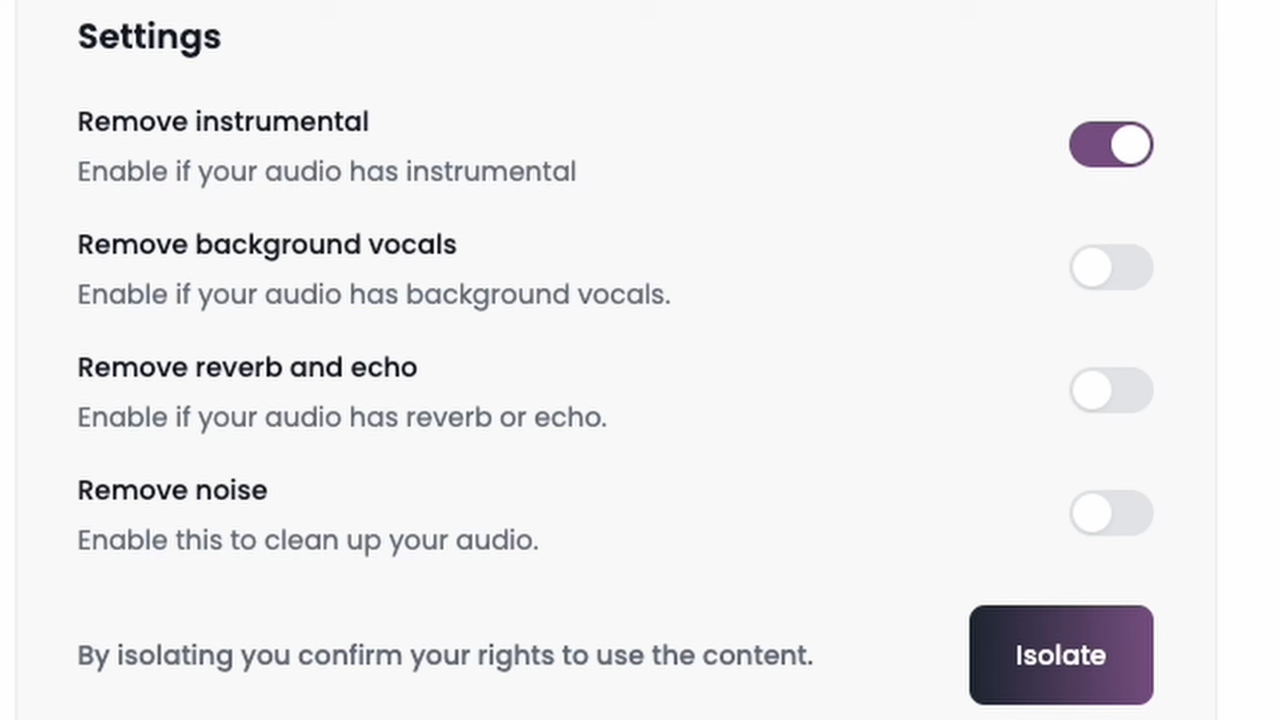 Settings
Remove instrumental
Enable if your audio has instrumental
Remove background vocals
Enable if your audio has background vocals.
Remove reverb and echo
Enable if your audio has reverb or echo.
Remove noise
Enable this to clean up your audio.
By isolating you confirm your rights to use the content.
Isolate